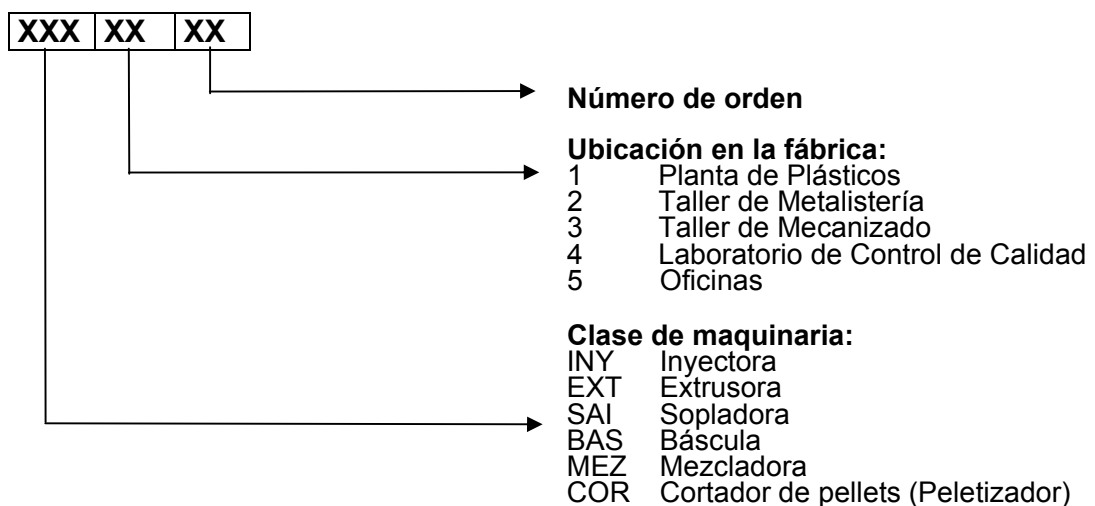 XXX XX XX
Número de orden
Ubicación en la fábrica:
1 Planta de Plásticos
2 Taller de Metalistería
3 Taller de Mecanizado
4 Laboratorio de Control de Calidad
5 Oficinas
Clase de maquinaria:
INY Inyectora
EXT Extrusora
SAI Sopladora
BAS Báscula
MEZ Mezcladora
COR Cortador de pellets (Peletizador)